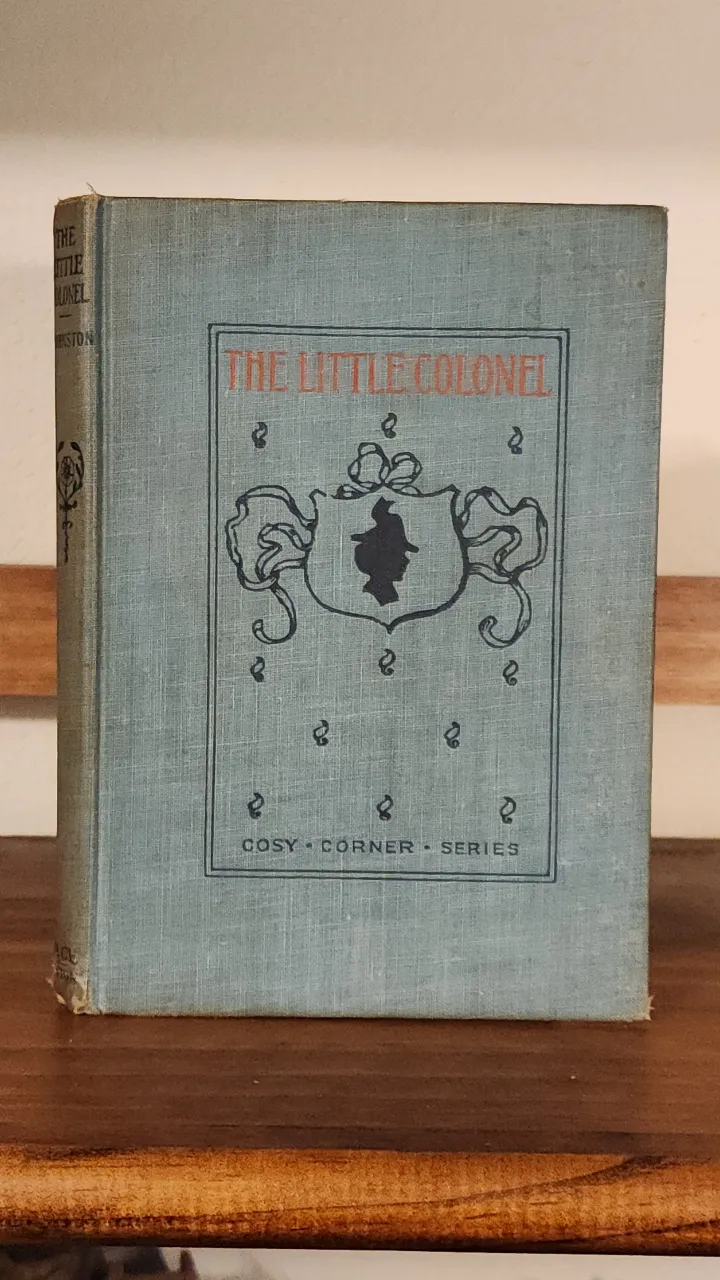 THE
LITTLE
COLONEL
THE LITTLE COLONEL
COSY • CORNER • SERIES